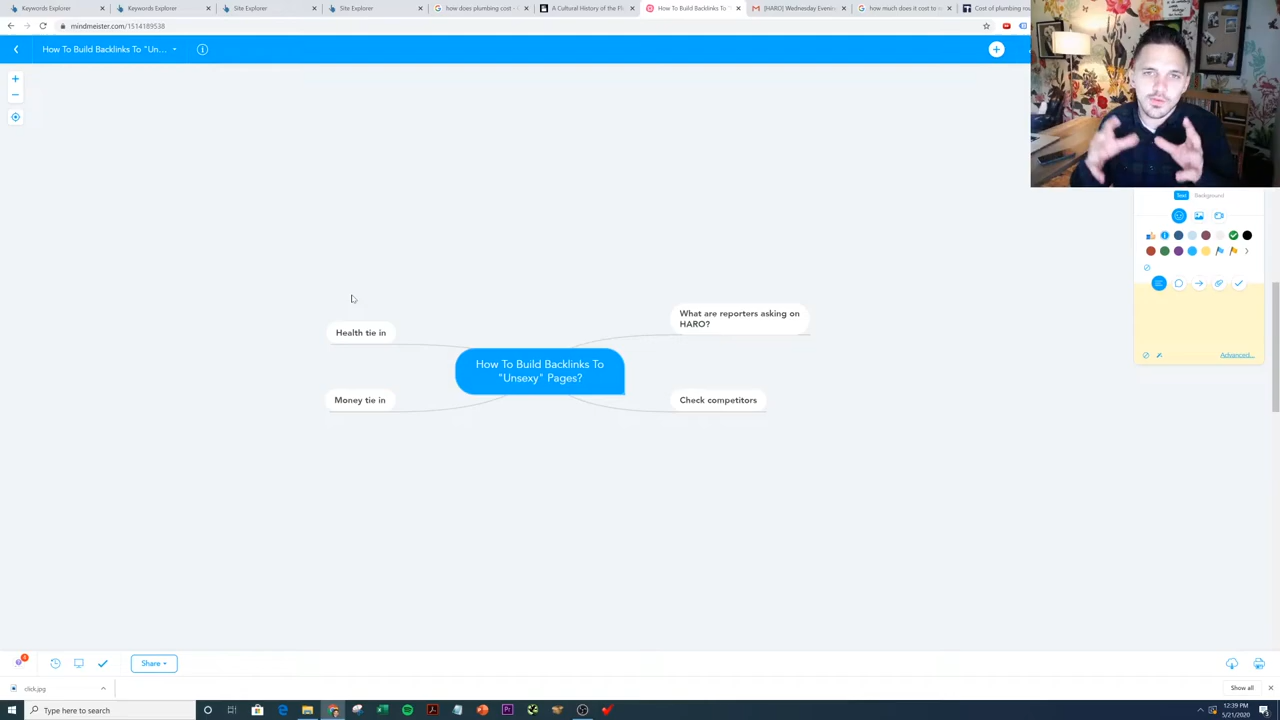 Keywords Explorer
Keywords Explorer
Site Explorer
Site Explorer
how does plumbing cost -
A Cultural History of the Fl
How To Build Backlinks To "
[HARO] Wednesday Evenin
how much does it cost to r
Cost of plumbing rou
mindmeister.com/1514189538
How To Build Backlinks To "Un...
Text
Background
What are reporters asking on
HARO?
Health tie in
How To Build Backlinks To
"Unsexy" Pages?
Money tie in
Check competitors
Advanced...
Share
click.jpg
Show all
Type here to search
12:39 PM
5/21/2020